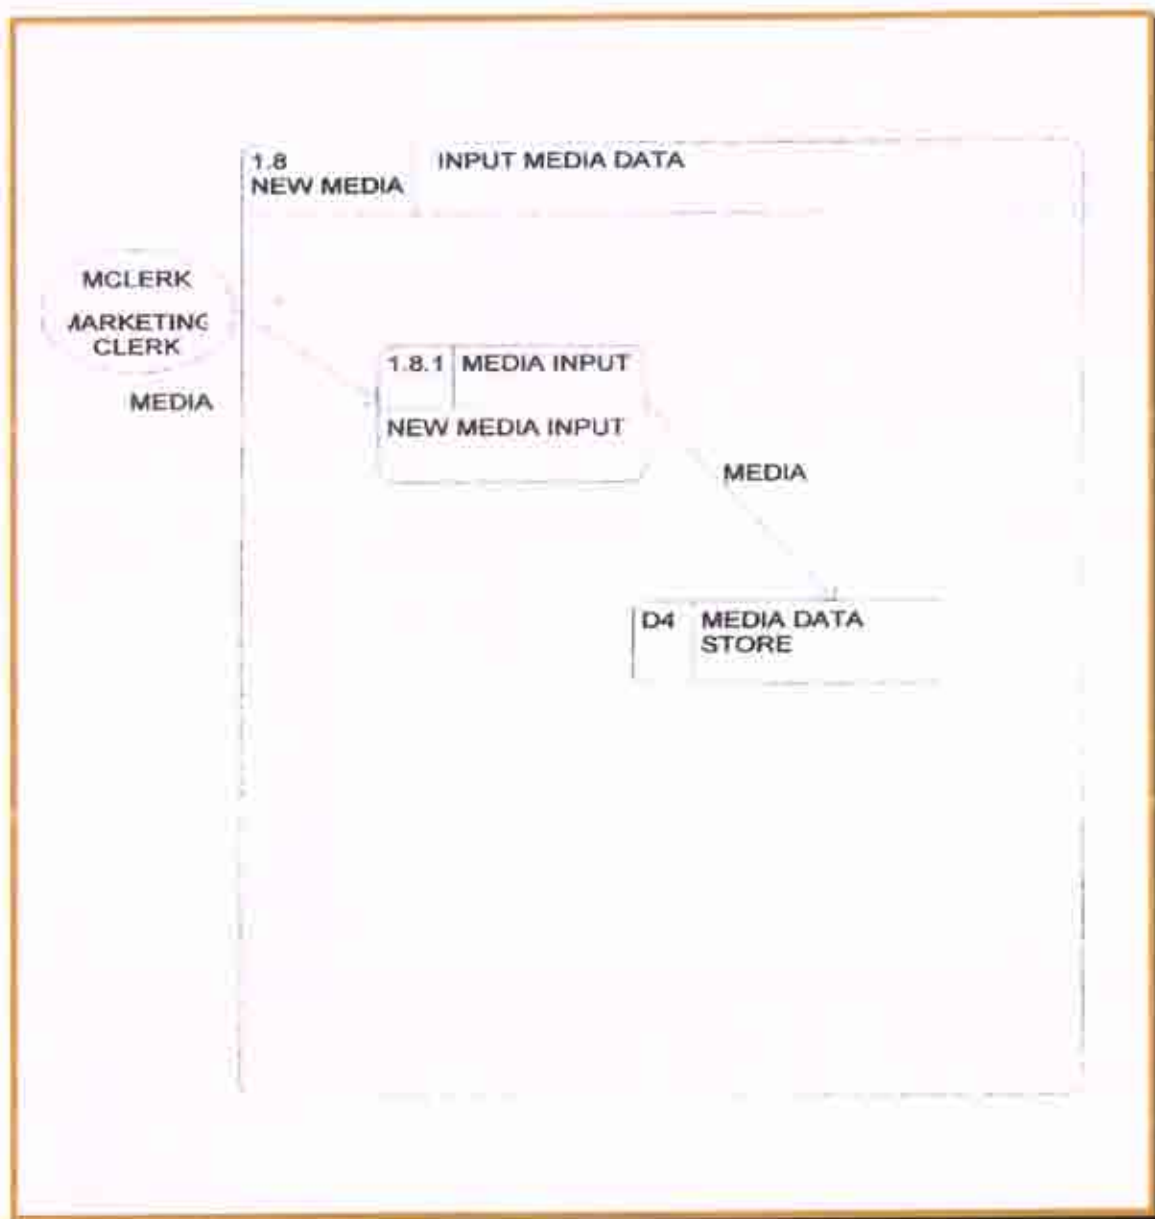 1.8
NEW MEDIA
INPUT MEDIA DATA
MCLERK
MARKETING
CLERK
MEDIA
1.8.1
MEDIA INPUT
NEW MEDIA INPUT
MEDIA
D4
MEDIA DATA
STORE